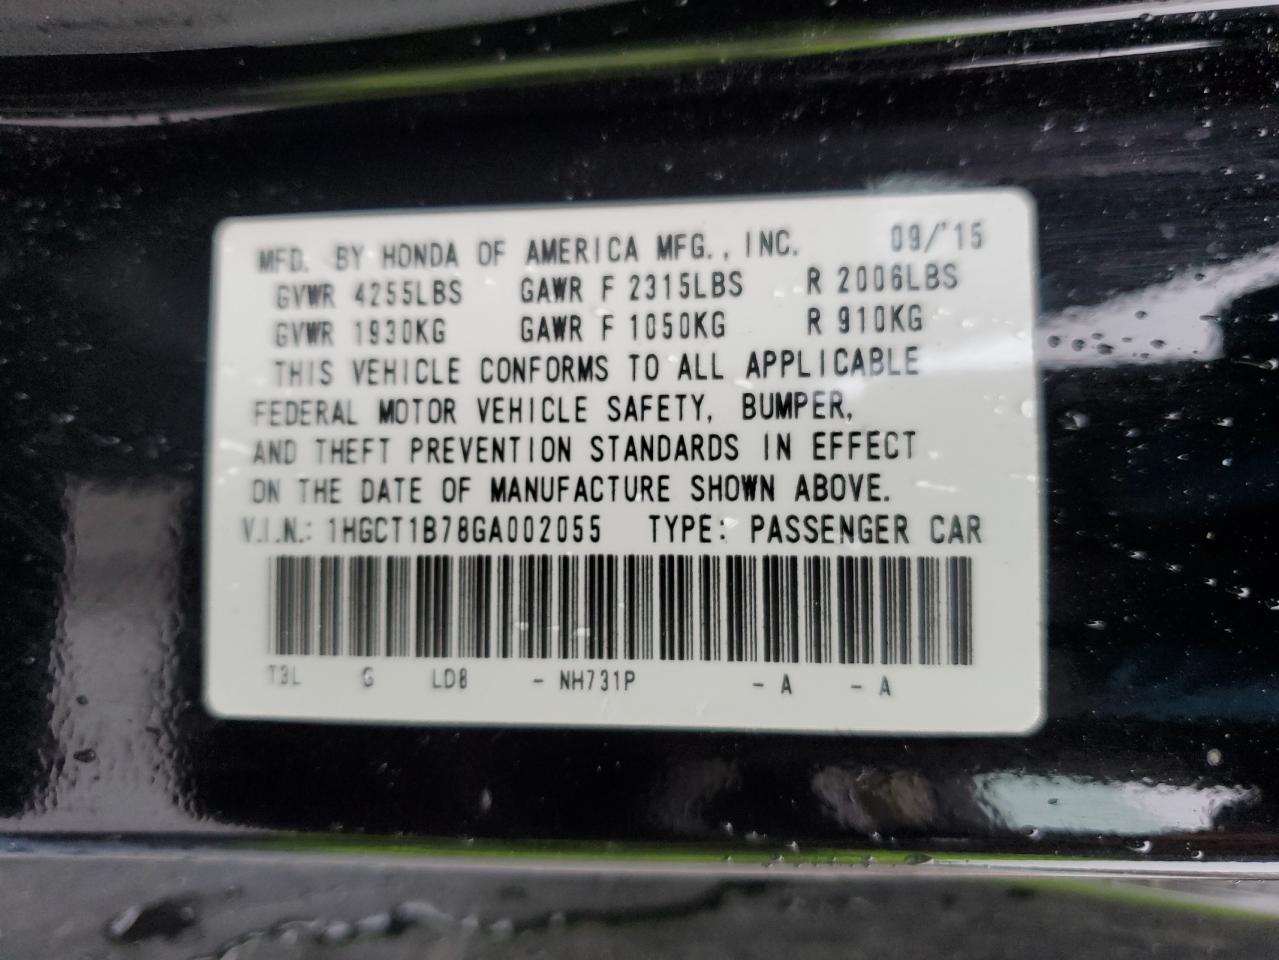 MFD. BY HONDA OF AMERICA MFG., INC. 09/'15
GVWR 4255LBS GAWR F 2315LBS R 2006LBS
GVWR 1930KG GAWR F 1050KG R 910KG
THIS VEHICLE CONFORMS TO ALL APPLICABLE
FEDERAL MOTOR VEHICLE SAFETY, BUMPER,
AND THEFT PREVENTION STANDARDS IN EFFECT
ON THE DATE OF MANUFACTURE SHOWN ABOVE.
V.I.N.: 1HGCT1B78GA002055 TYPE: PASSENGER CAR
T3L G LD8 - NH731P - A - A